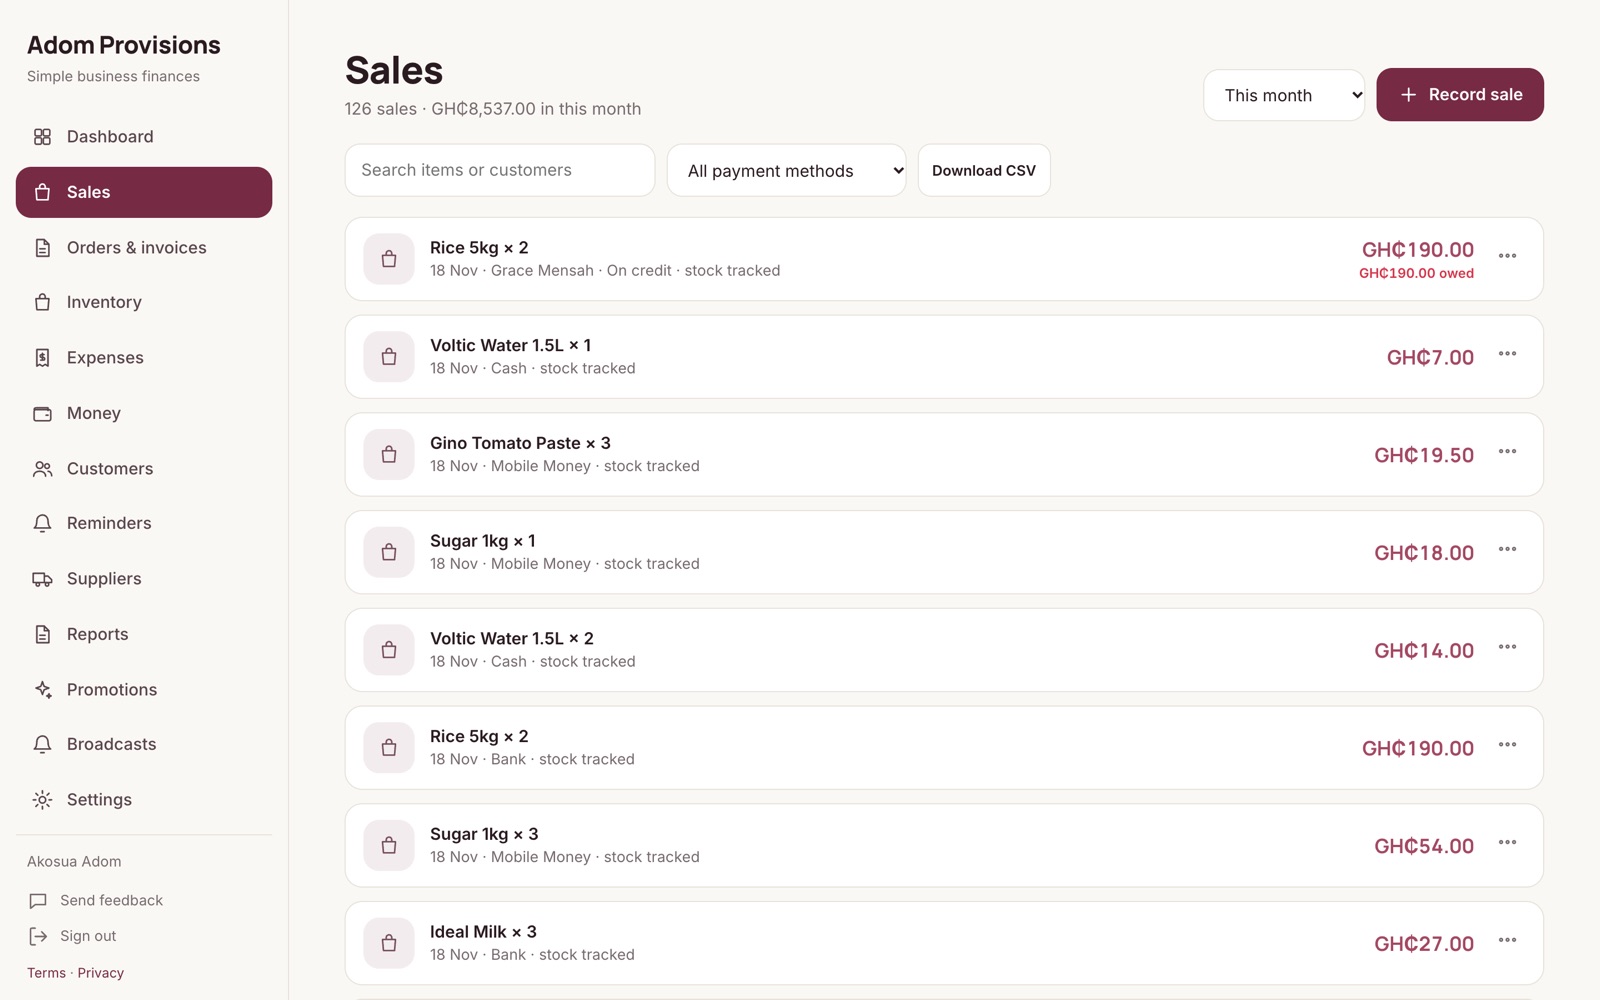 Adom Provisions
Simple business finances
Dashboard
Sales
Orders & invoices
Inventory
Expenses
Money
Customers
Reminders
Suppliers
Reports
Promotions
Broadcasts
Settings
Akosua Adom
Send feedback
Sign out
Terms · Privacy
Sales
126 sales · GH₵8,537.00 in this month
This month
Record sale
Search items or customers
All payment methods
Download CSV
Rice 5kg × 2
18 Nov · Grace Mensah · On credit · stock tracked
GH₵190.00
GH₵190.00 owed
Voltic Water 1.5L × 1
18 Nov · Cash · stock tracked
GH₵7.00
Gino Tomato Paste × 3
18 Nov · Mobile Money · stock tracked
GH₵19.50
Sugar 1kg × 1
18 Nov · Mobile Money · stock tracked
GH₵18.00
Voltic Water 1.5L × 2
18 Nov · Cash · stock tracked
GH₵14.00
Rice 5kg × 2
18 Nov · Bank · stock tracked
GH₵190.00
Sugar 1kg × 3
18 Nov · Mobile Money · stock tracked
GH₵54.00
Ideal Milk × 3
18 Nov · Bank · stock tracked
GH₵27.00